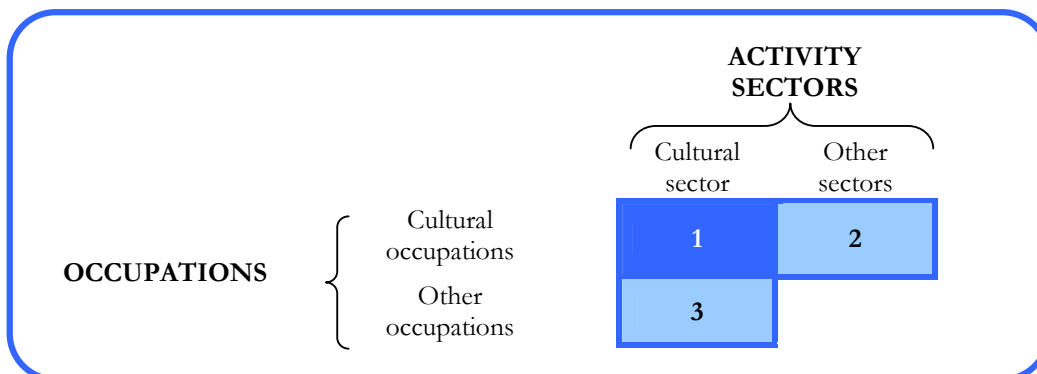 ACTIVITY
SECTORS
Cultural
sector
Other
sectors
Cultural
occupations
1
2
OCCUPATIONS
Other
occupations
3